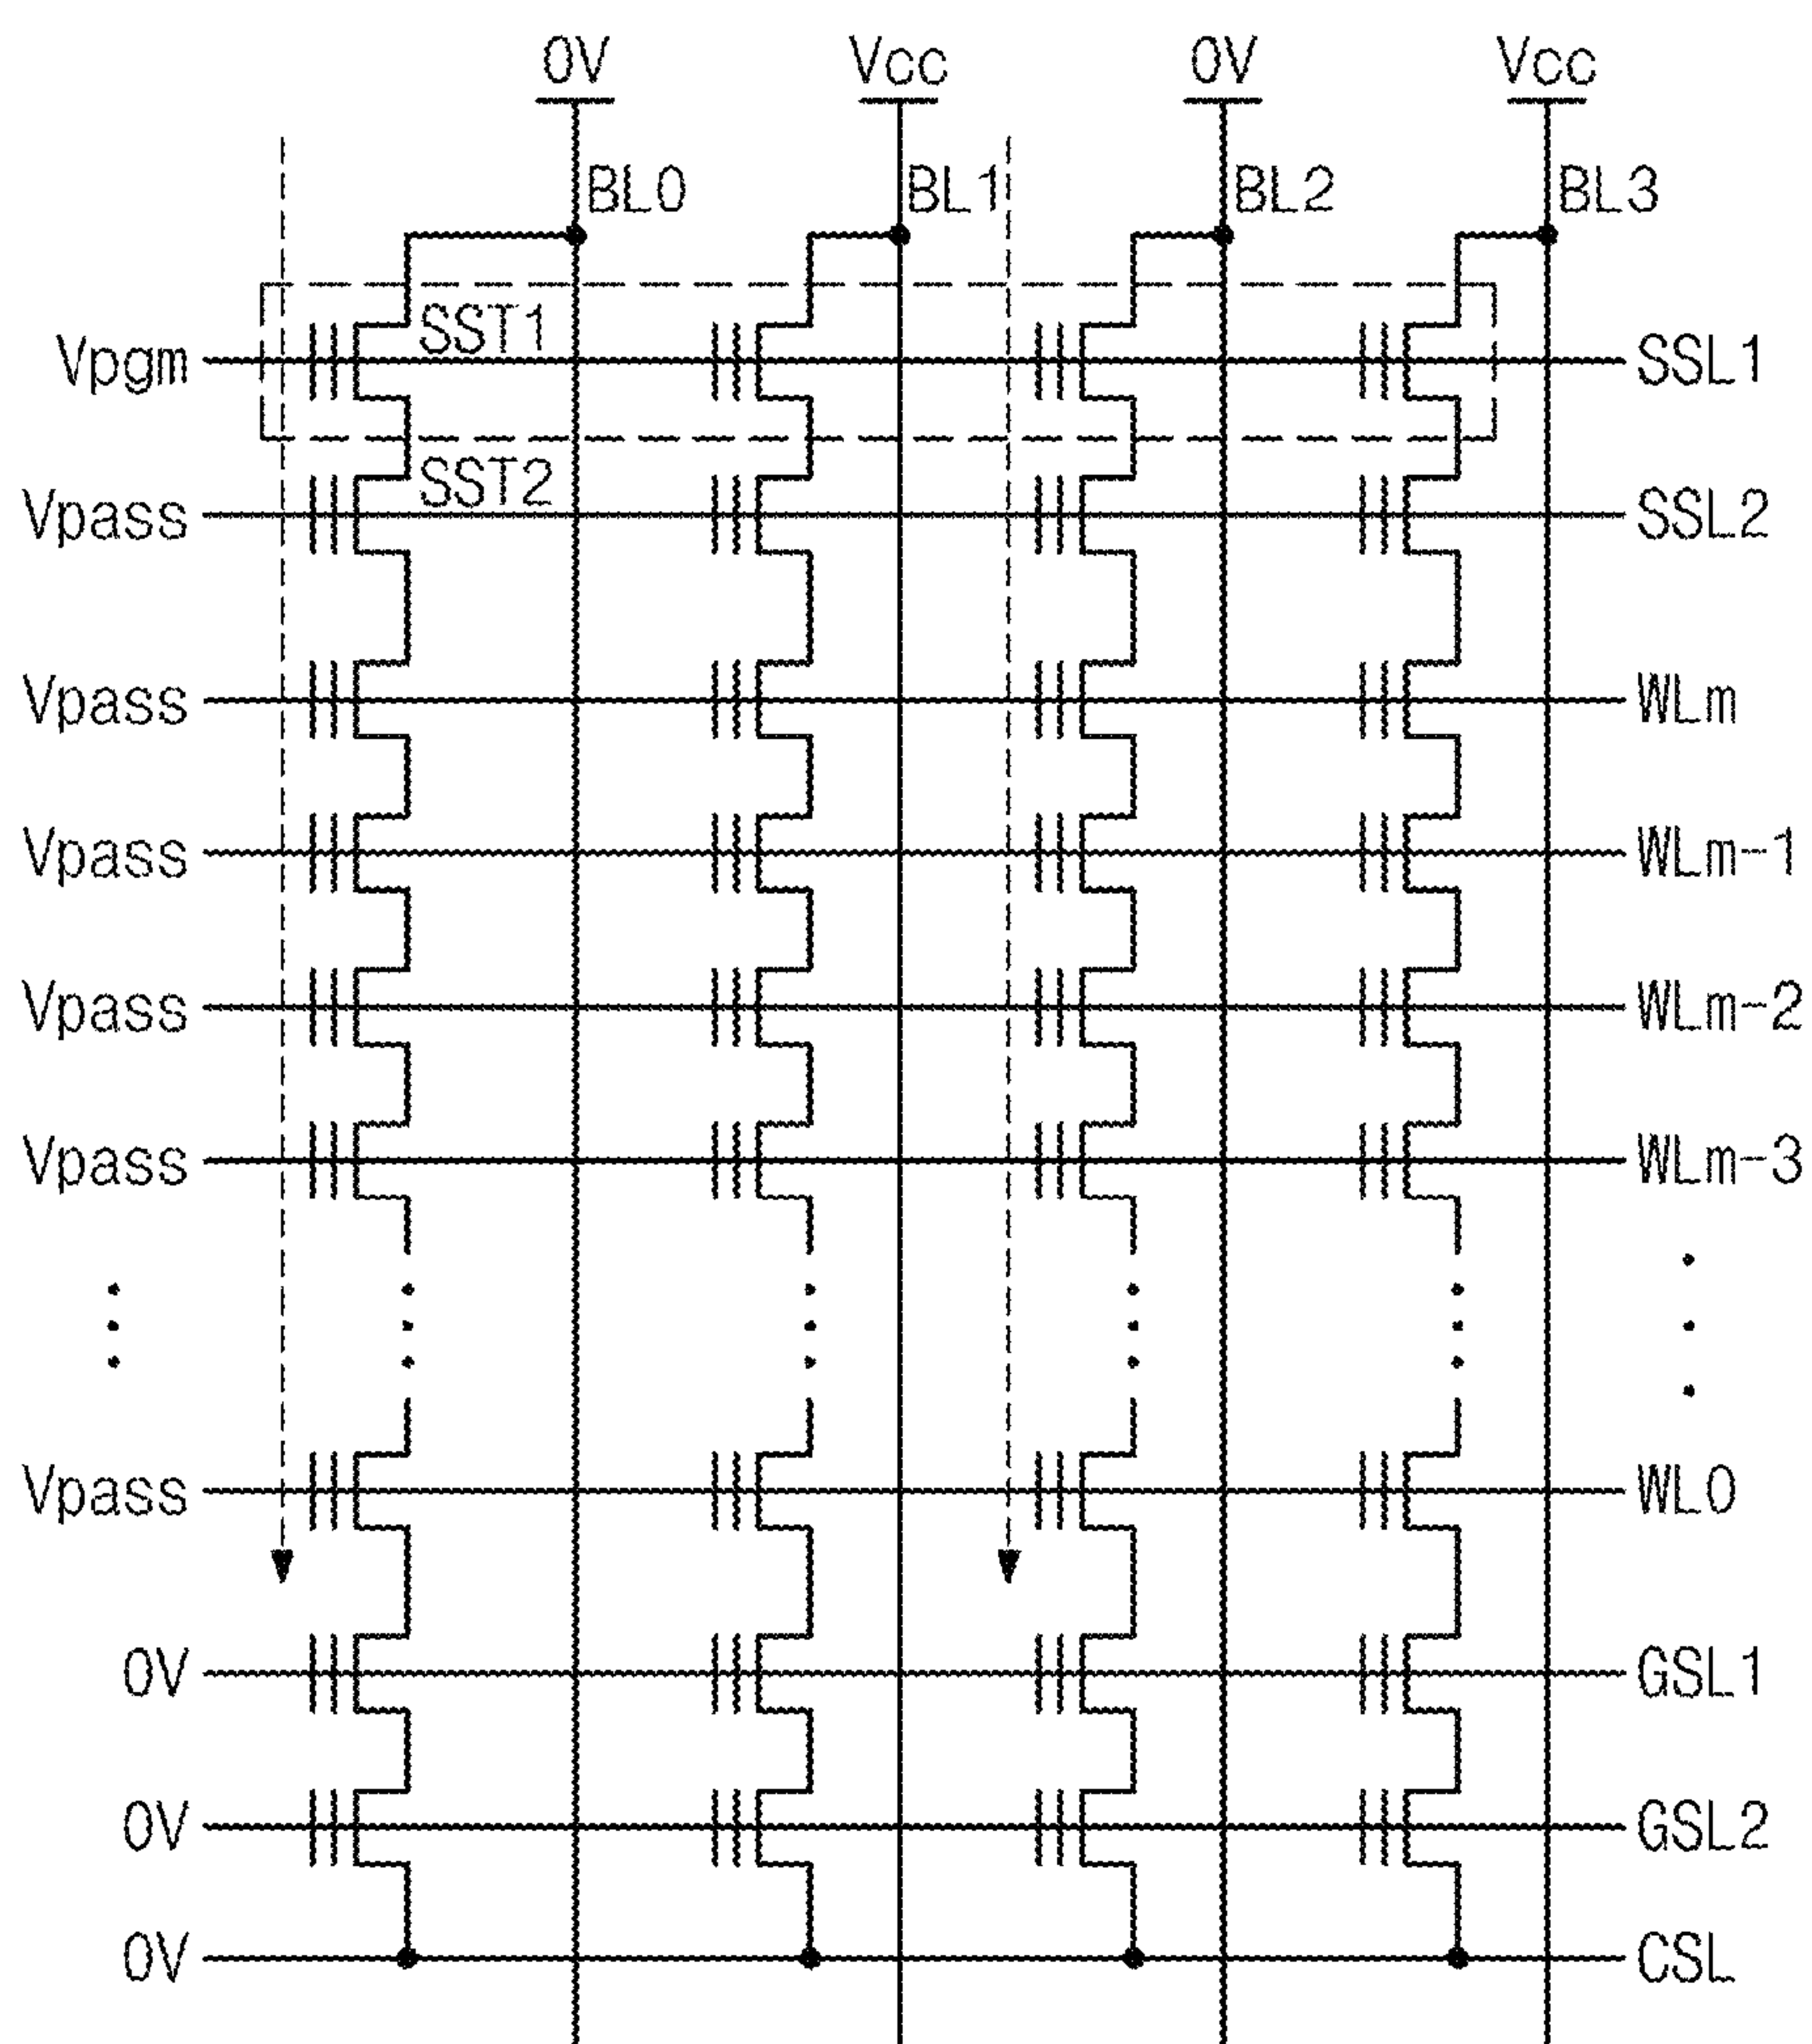 0V Vcc 0V Vcc
BL0 BL1 BL2 BL3
SST1
Vpgm SSL1
SST2
Vpass SSL2
Vpass WLm
Vpass WLm-1
Vpass WLm-2
Vpass WLm-3
Vpass WL0
0V GSL1
0V GSL2
0V CSL